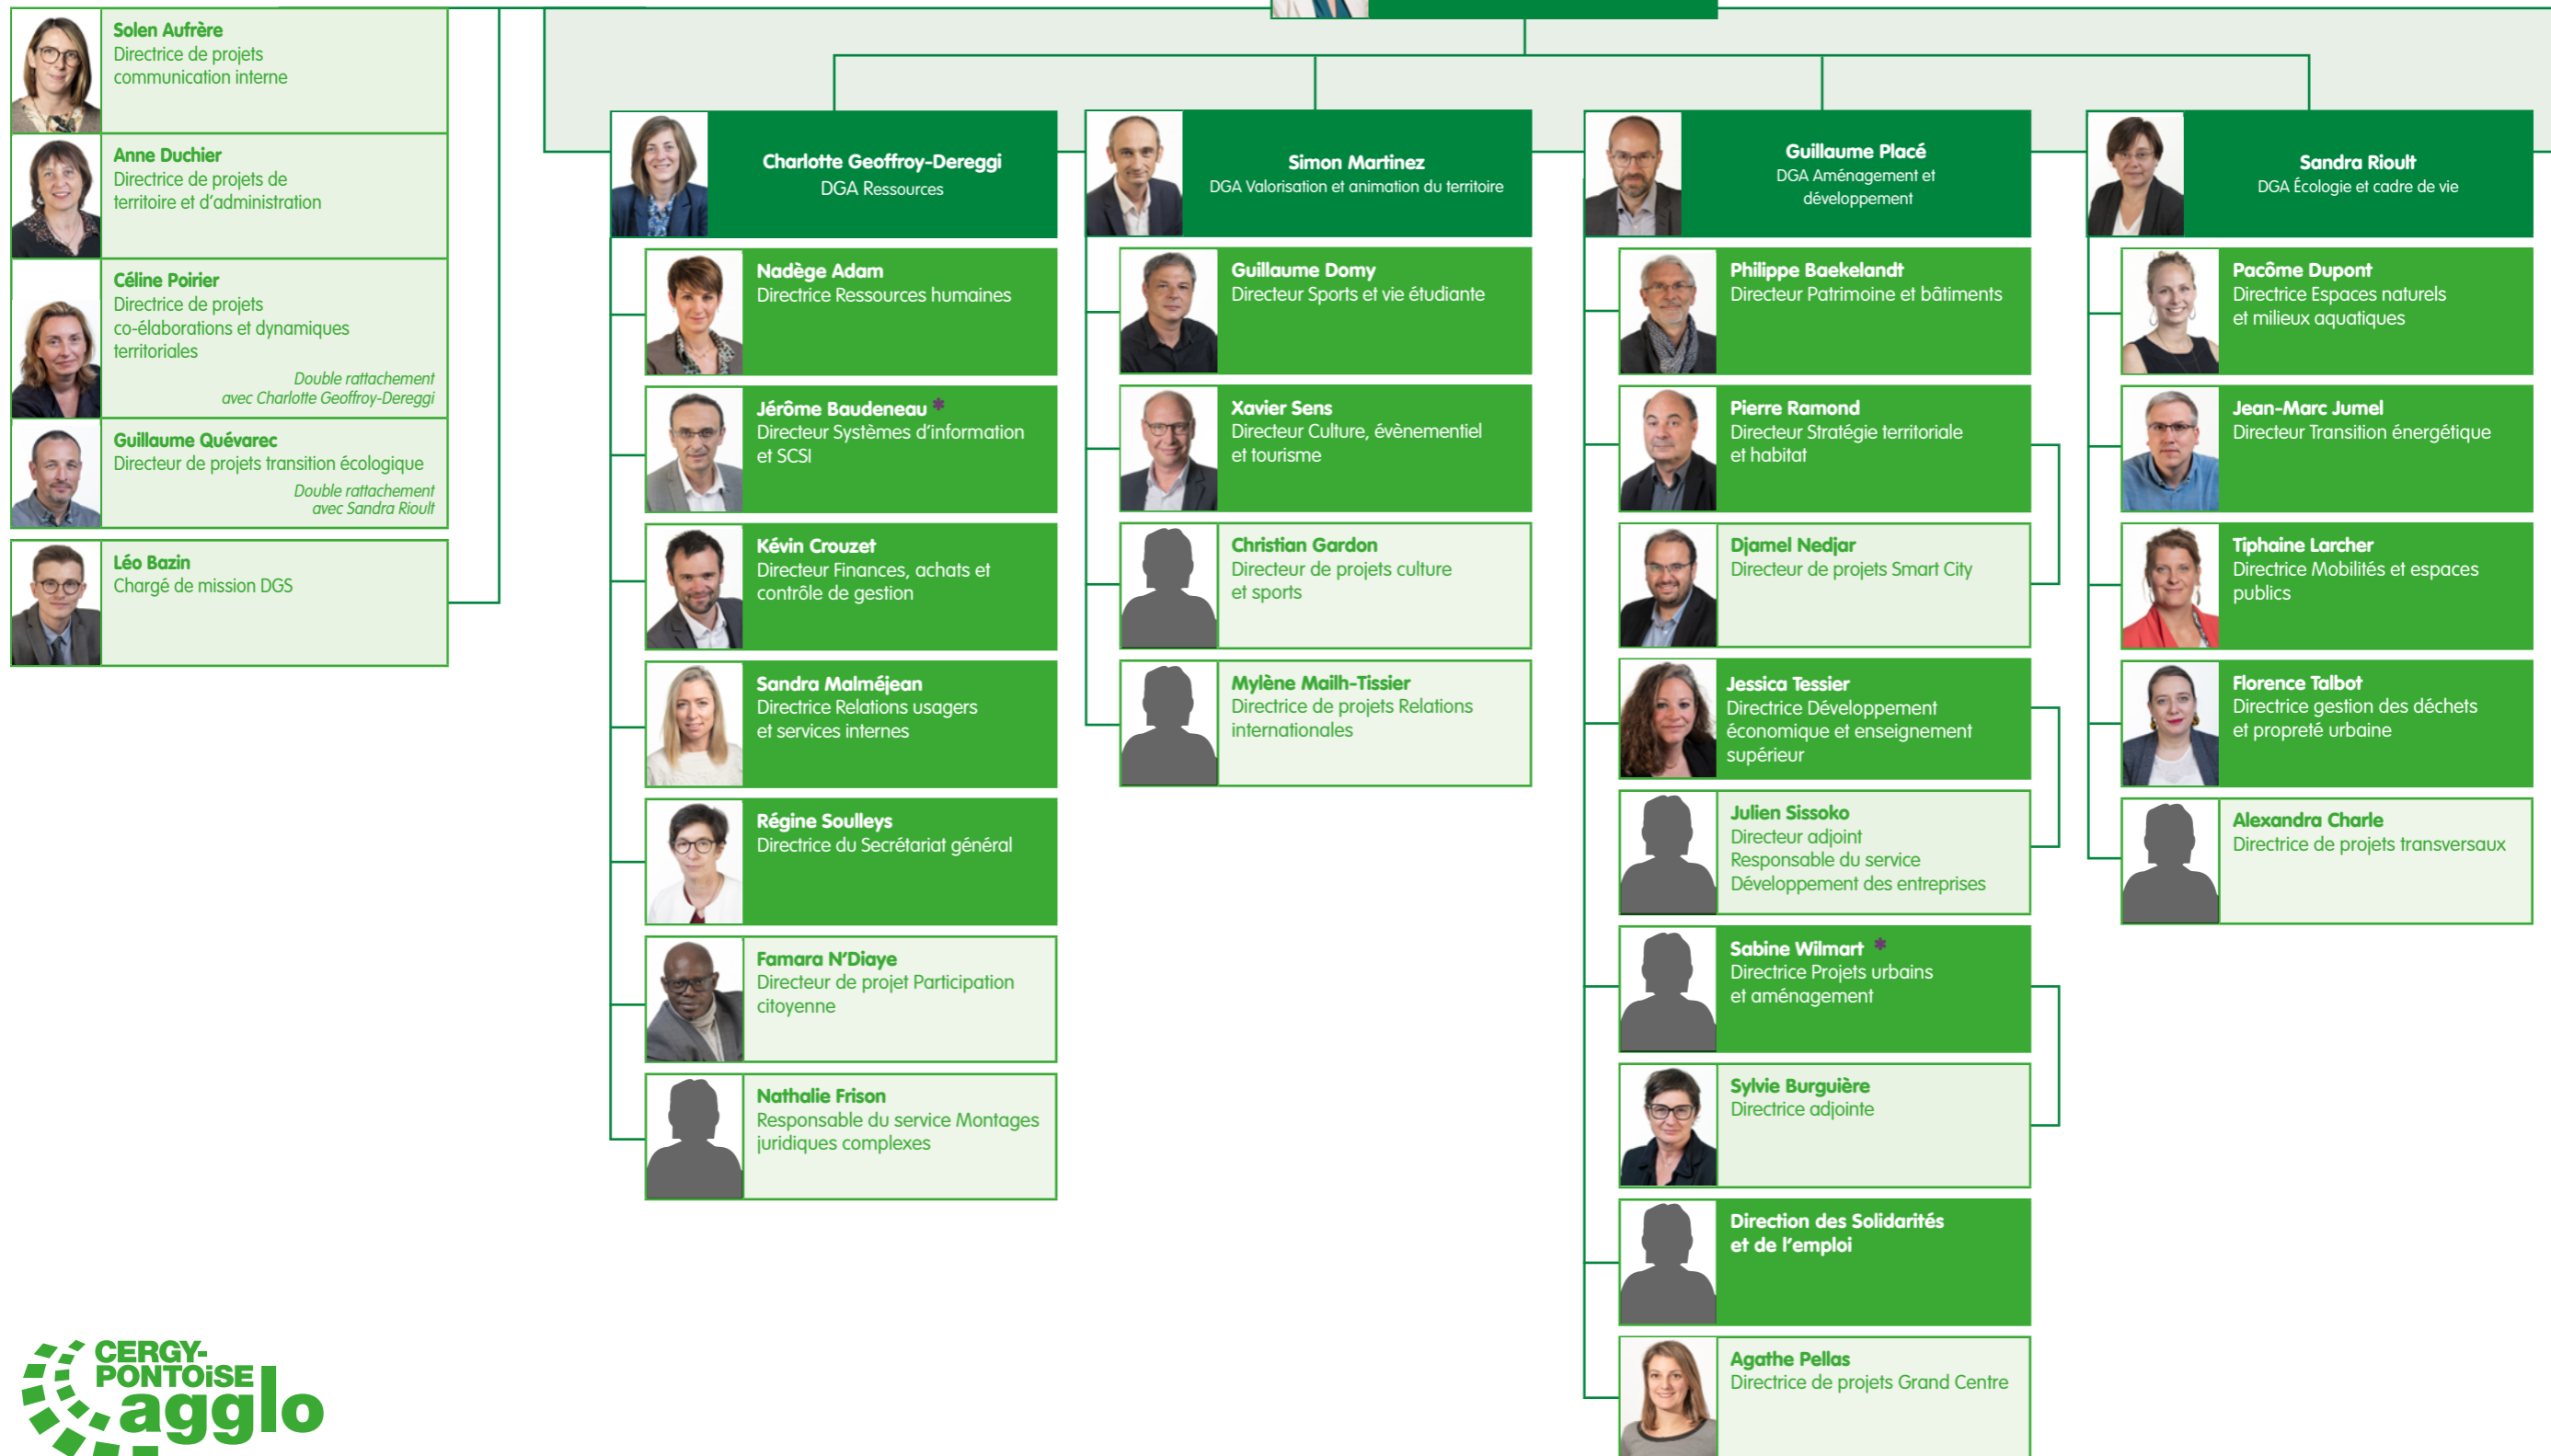 Solen Aufrère
Directrice de projets
communication interne
Anne Duchier
Directrice de projets de
territoire et d'administration
Céline Poirier
Directrice de projets
co-élaborations et dynamiques
territoriales
Double rattachement
avec Charlotte Geoffroy-Dereggi
Guillaume Quévarec
Directeur de projets transition écologique
Double rattachement
avec Sandra Rioult
Léo Bazin
Chargé de mission DGS
Charlotte Geoffroy-Dereggi
DGA Ressources
Nadège Adam
Directrice Ressources humaines
Jérôme Baudeneau *
Directeur Systèmes d'information
et SCSI
Kévin Crouzet
Directeur Finances, achats et
contrôle de gestion
Sandra Malméjean
Directrice Relations usagers
et services internes
Régine Soulleys
Directrice du Secrétariat général
Famara N'Diaye
Directeur de projet Participation
citoyenne
Nathalie Frison
Responsable du service Montages
juridiques complexes
Simon Martinez
DGA Valorisation et animation du territoire
Guillaume Domy
Directeur Sports et vie étudiante
Xavier Sens
Directeur Culture, évènementiel
et tourisme
Christian Gardon
Directeur de projets culture
et sports
Mylène Mailh-Tissier
Directrice de projets Relations
internationales
Guillaume Placé
DGA Aménagement et
développement
Philippe Baekelandt
Directeur Patrimoine et bâtiments
Pierre Ramond
Directeur Stratégie territoriale
et habitat
Djamel Nedjar
Directeur de projets Smart City
Jessica Tessier
Directrice Développement
économique et enseignement
supérieur
Julien Sissoko
Directeur adjoint
Responsable du service
Développement des entreprises
Sabine Wilmart *
Directrice Projets urbains
et aménagement
Sylvie Burguière
Directrice adjointe
Direction des Solidarités
et de l'emploi
Agathe Pellas
Directrice de projets Grand Centre
Sandra Rioult
DGA Écologie et cadre de vie
Pacôme Dupont
Directrice Espaces naturels
et milieux aquatiques
Jean-Marc Jumel
Directeur Transition énergétique
Tiphaine Larcher
Directrice Mobilités et espaces
publics
Florence Talbot
Directrice gestion des déchets
et propreté urbaine
Alexandra Charle
Directrice de projets transversaux
CERGY-
PONTOiSE
agglo